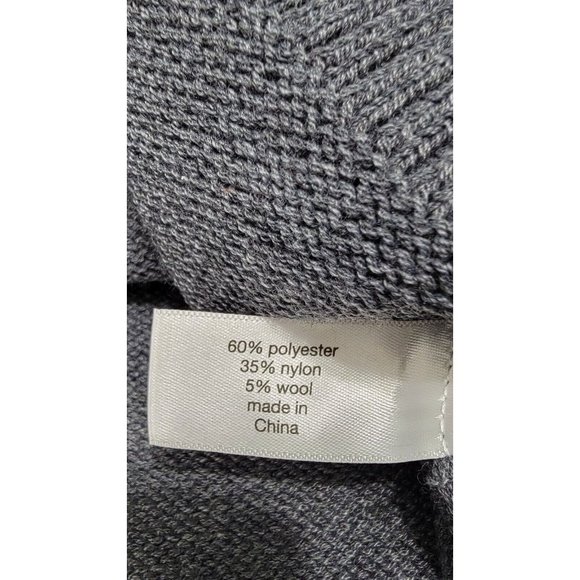 60% polyester
35% nylon
5% wool
made in
China